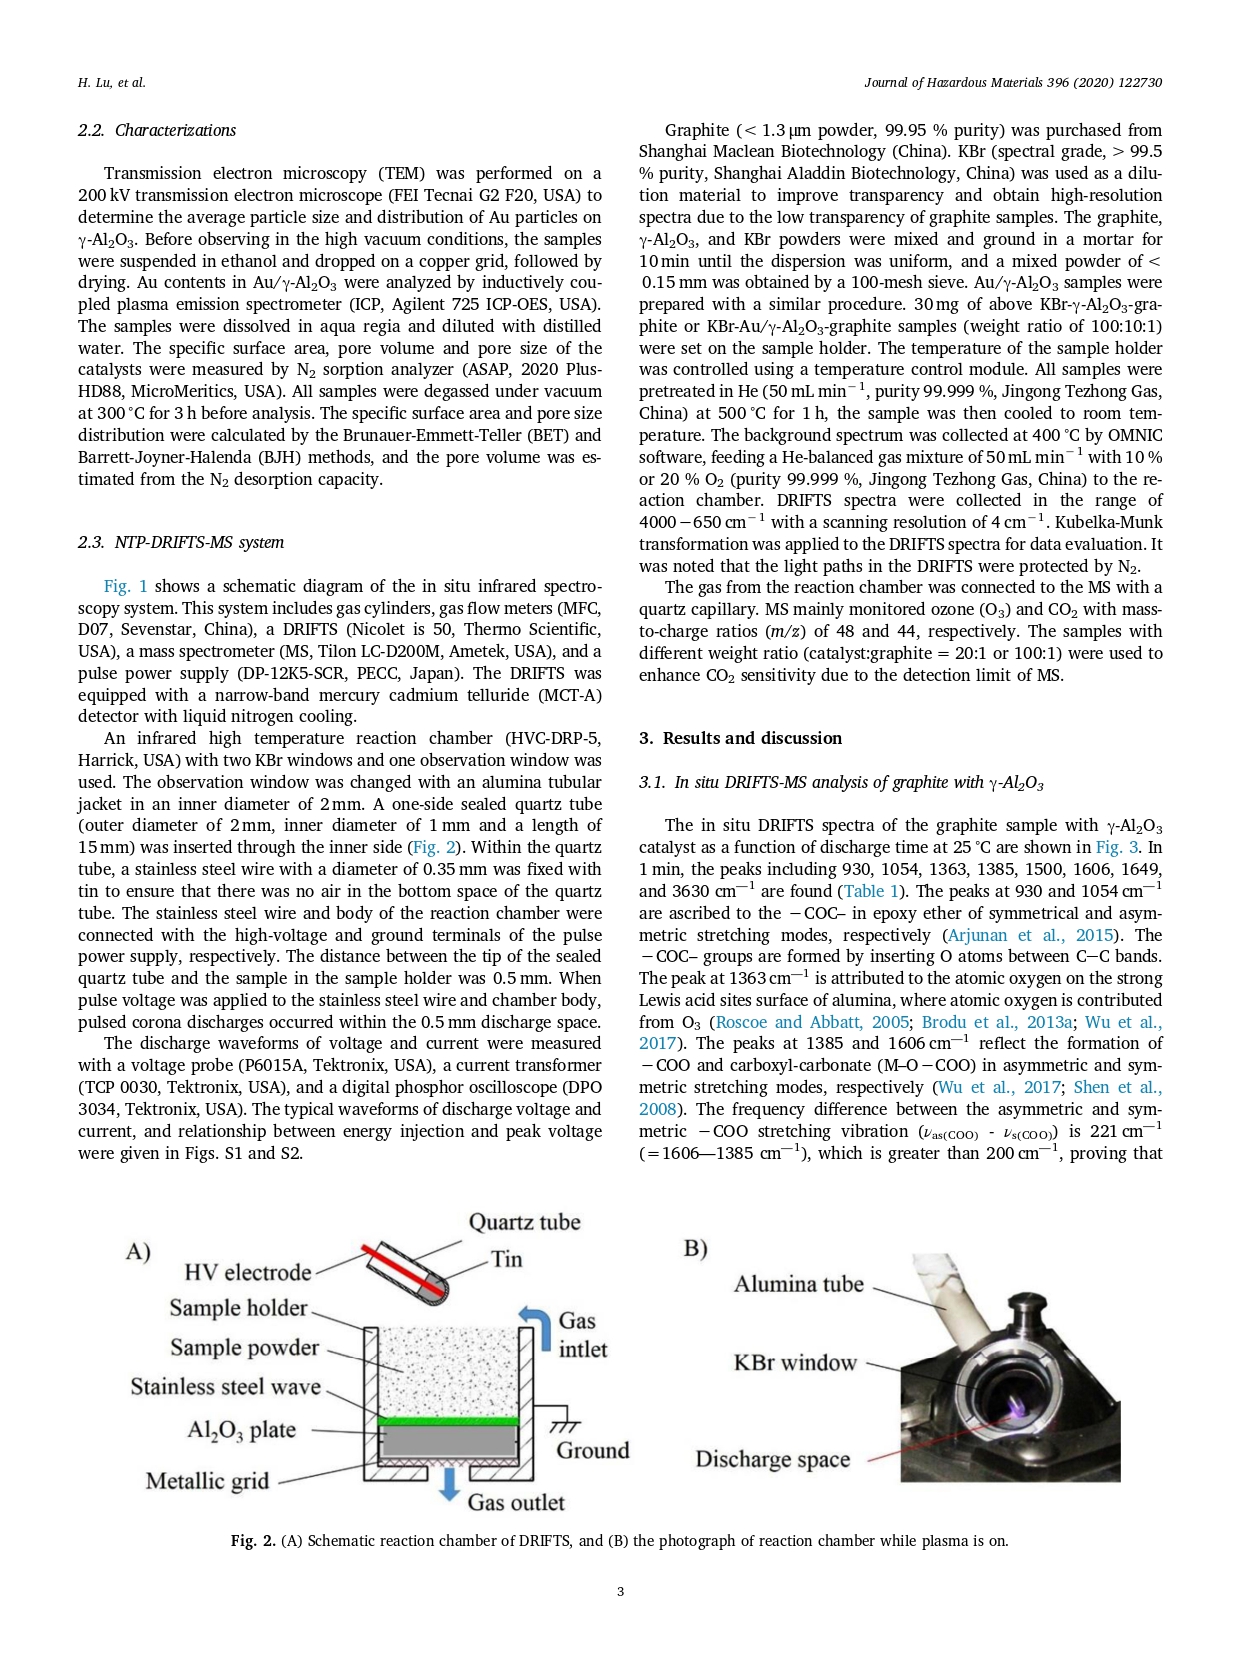 H. Lu, et al.
Journal of Hazardous Materials 396 (2020) 122730
2.2. Characterizations
Transmission electron microscopy (TEM) was performed on a
200 kV transmission electron microscope (FEI Tecnai G2 F20, USA) to
determine the average particle size and distribution of Au particles on
γ-Al₂O₃. Before observing in the high vacuum conditions, the samples
were suspended in ethanol and dropped on a copper grid, followed by
drying. Au contents in Au/γ-Al₂O₃ were analyzed by inductively cou-
pled plasma emission spectrometer (ICP, Agilent 725 ICP-OES, USA).
The samples were dissolved in aqua regia and diluted with distilled
water. The specific surface area, pore volume and pore size of the
catalysts were measured by N₂ sorption analyzer (ASAP, 2020 Plus-
HD88, MicroMeritics, USA). All samples were degassed under vacuum
at 300 °C for 3 h before analysis. The specific surface area and pore size
distribution were calculated by the Brunauer-Emmett-Teller (BET) and
Barrett-Joyner-Halenda (BJH) methods, and the pore volume was es-
timated from the N₂ desorption capacity.
2.3. NTP-DRIFTS-MS system
Fig. 1 shows a schematic diagram of the in situ infrared spectro-
scopy system. This system includes gas cylinders, gas flow meters (MFC,
D07, Sevenstar, China), a DRIFTS (Nicolet is 50, Thermo Scientific,
USA), a mass spectrometer (MS, Tilon LC-D200M, Ametek, USA), and a
pulse power supply (DP-12K5-SCR, PECC, Japan). The DRIFTS was
equipped with a narrow-band mercury cadmium telluride (MCT-A)
detector with liquid nitrogen cooling.
An infrared high temperature reaction chamber (HVC-DRP-5,
Harrick, USA) with two KBr windows and one observation window was
used. The observation window was changed with an alumina tubular
jacket in an inner diameter of 2 mm. A one-side sealed quartz tube
(outer diameter of 2 mm, inner diameter of 1 mm and a length of
15 mm) was inserted through the inner side (Fig. 2). Within the quartz
tube, a stainless steel wire with a diameter of 0.35 mm was fixed with
tin to ensure that there was no air in the bottom space of the quartz
tube. The stainless steel wire and body of the reaction chamber were
connected with the high-voltage and ground terminals of the pulse
power supply, respectively. The distance between the tip of the sealed
quartz tube and the sample in the sample holder was 0.5 mm. When
pulse voltage was applied to the stainless steel wire and chamber body,
pulsed corona discharges occurred within the 0.5 mm discharge space.
The discharge waveforms of voltage and current were measured
with a voltage probe (P6015A, Tektronix, USA), a current transformer
(TCP 0030, Tektronix, USA), and a digital phosphor oscilloscope (DPO
3034, Tektronix, USA). The typical waveforms of discharge voltage and
current, and relationship between energy injection and peak voltage
were given in Figs. S1 and S2.
Graphite (< 1.3 μm powder, 99.95 % purity) was purchased from
Shanghai Maclean Biotechnology (China). KBr (spectral grade, > 99.5
% purity, Shanghai Aladdin Biotechnology, China) was used as a dilu-
tion material to improve transparency and obtain high-resolution
spectra due to the low transparency of graphite samples. The graphite,
γ-Al₂O₃, and KBr powders were mixed and ground in a mortar for
10 min until the dispersion was uniform, and a mixed powder of <
0.15 mm was obtained by a 100-mesh sieve. Au/γ-Al₂O₃ samples were
prepared with a similar procedure. 30 mg of above KBr-γ-Al₂O₃-gra-
phite or KBr-Au/γ-Al₂O₃-graphite samples (weight ratio of 100:10:1)
were set on the sample holder. The temperature of the sample holder
was controlled using a temperature control module. All samples were
pretreated in He (50 mL min⁻¹, purity 99.999 %, Jingong Tezhong Gas,
China) at 500 °C for 1 h, the sample was then cooled to room tem-
perature. The background spectrum was collected at 400 °C by OMNIC
software, feeding a He-balanced gas mixture of 50 mL min⁻¹ with 10 %
or 20 % O₂ (purity 99.999 %, Jingong Tezhong Gas, China) to the re-
action chamber. DRIFTS spectra were collected in the range of
4000−650 cm⁻¹ with a scanning resolution of 4 cm⁻¹. Kubelka-Munk
transformation was applied to the DRIFTS spectra for data evaluation. It
was noted that the light paths in the DRIFTS were protected by N₂.
The gas from the reaction chamber was connected to the MS with a
quartz capillary. MS mainly monitored ozone (O₃) and CO₂ with mass-
to-charge ratios (m/z) of 48 and 44, respectively. The samples with
different weight ratio (catalyst:graphite = 20:1 or 100:1) were used to
enhance CO₂ sensitivity due to the detection limit of MS.
3. Results and discussion
3.1. In situ DRIFTS-MS analysis of graphite with γ-Al₂O₃
The in situ DRIFTS spectra of the graphite sample with γ-Al₂O₃
catalyst as a function of discharge time at 25 °C are shown in Fig. 3. In
1 min, the peaks including 930, 1054, 1363, 1385, 1500, 1606, 1649,
and 3630 cm⁻¹ are found (Table 1). The peaks at 930 and 1054 cm⁻¹
are ascribed to the −COC– in epoxy ether of symmetrical and asym-
metric stretching modes, respectively (Arjunan et al., 2015). The
−COC– groups are formed by inserting O atoms between C−C bands.
The peak at 1363 cm⁻¹ is attributed to the atomic oxygen on the strong
Lewis acid sites surface of alumina, where atomic oxygen is contributed
from O₃ (Roscoe and Abbatt, 2005; Brodu et al., 2013a; Wu et al.,
2017). The peaks at 1385 and 1606 cm⁻¹ reflect the formation of
−COO and carboxyl-carbonate (M–O−COO) in asymmetric and sym-
metric stretching modes, respectively (Wu et al., 2017; Shen et al.,
2008). The frequency difference between the asymmetric and sym-
metric −COO stretching vibration (νas(COO) - νs(COO)) is 221 cm⁻¹
(=1606—1385 cm⁻¹), which is greater than 200 cm⁻¹, proving that
A)
Quartz tube
Tin
HV electrode
Sample holder
Gas
inlet
Sample powder
Stainless steel wave
Al₂O₃ plate
Ground
Metallic grid
Gas outlet
B)
Alumina tube
KBr window
Discharge space
Fig. 2. (A) Schematic reaction chamber of DRIFTS, and (B) the photograph of reaction chamber while plasma is on.
3